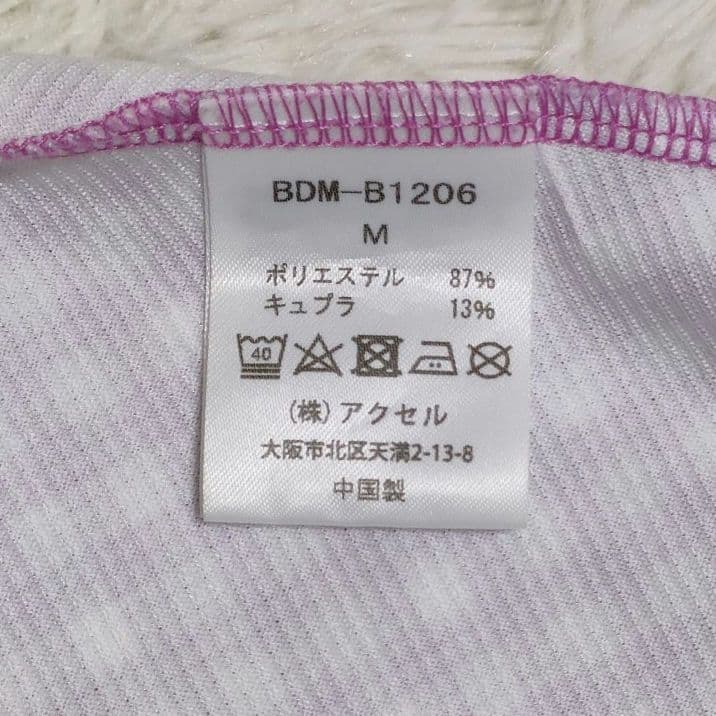 BDM-B1206
M
ポリエステル 87%
キュプラ 13%
40
(株)アクセル
大阪市北区天満2-13-8
中国製